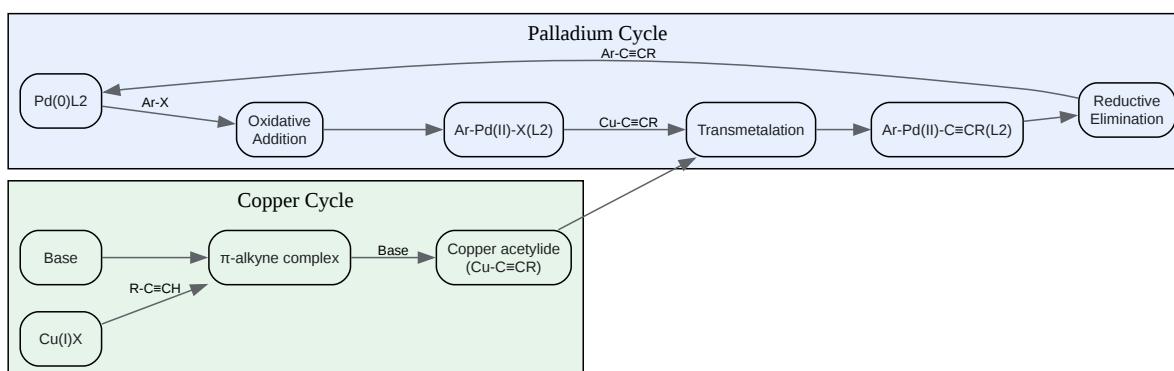 Palladium Cycle
Ar-C≡CR
Pd(0)L2
Ar-X
Oxidative
Addition
Ar-Pd(II)-X(L2)
Cu-C≡CR
Transmetalation
Ar-Pd(II)-C≡CR(L2)
Reductive
Elimination
Copper Cycle
Base
π-alkyne complex
Base
Copper acetylide
(Cu-C≡CR)
R-C≡CH
Cu(I)X